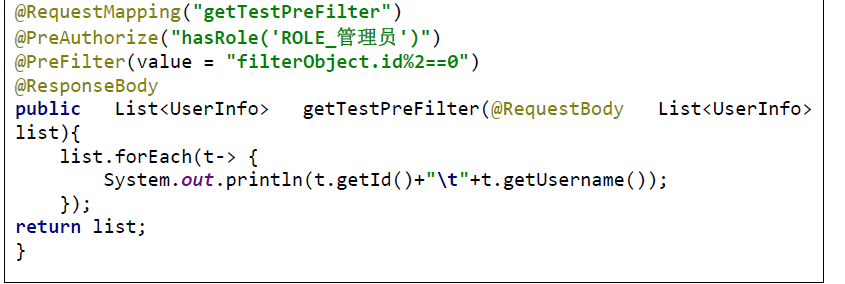 @RequestMapping("getTestPreFilter")
@PreAuthorize("hasRole('ROLE_管理员')")
@PreFilter(value = "filterObject.id%2==0")
@ResponseBody
public List<UserInfo> getTestPreFilter(@RequestBody List<UserInfo>
list){
    list.forEach(t-> {
        System.out.println(t.getId()+"\t"+t.getUsername());
    });
return list;
}